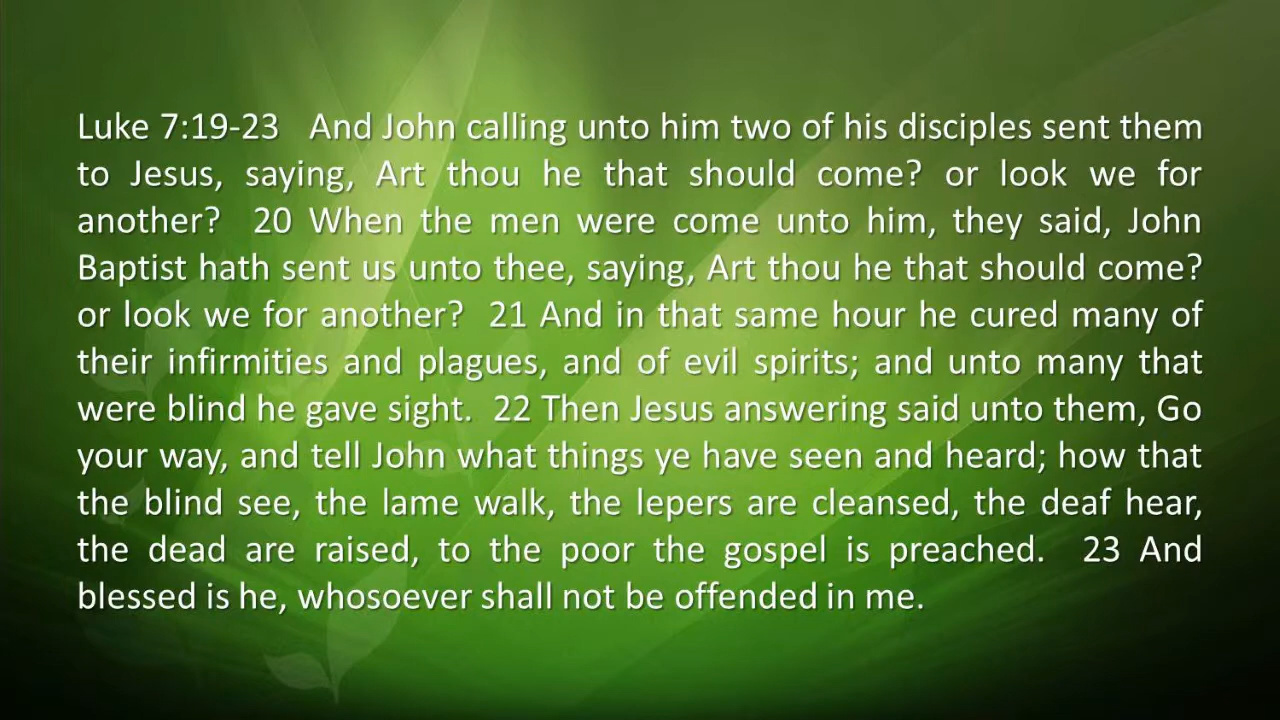 Luke 7:19-23 And John calling unto him two of his disciples sent them
to Jesus, saying, Art thou he that should come? or look we for
another? 20 When the men were come unto him, they said, John
Baptist hath sent us unto thee, saying, Art thou he that should come?
or look we for another? 21 And in that same hour he cured many of
their infirmities and plagues, and of evil spirits; and unto many that
were blind he gave sight. 22 Then Jesus answering said unto them, Go
your way, and tell John what things ye have seen and heard; how that
the blind see, the lame walk, the lepers are cleansed, the deaf hear,
the dead are raised, to the poor the gospel is preached. 23 And
blessed is he, whosoever shall not be offended in me.